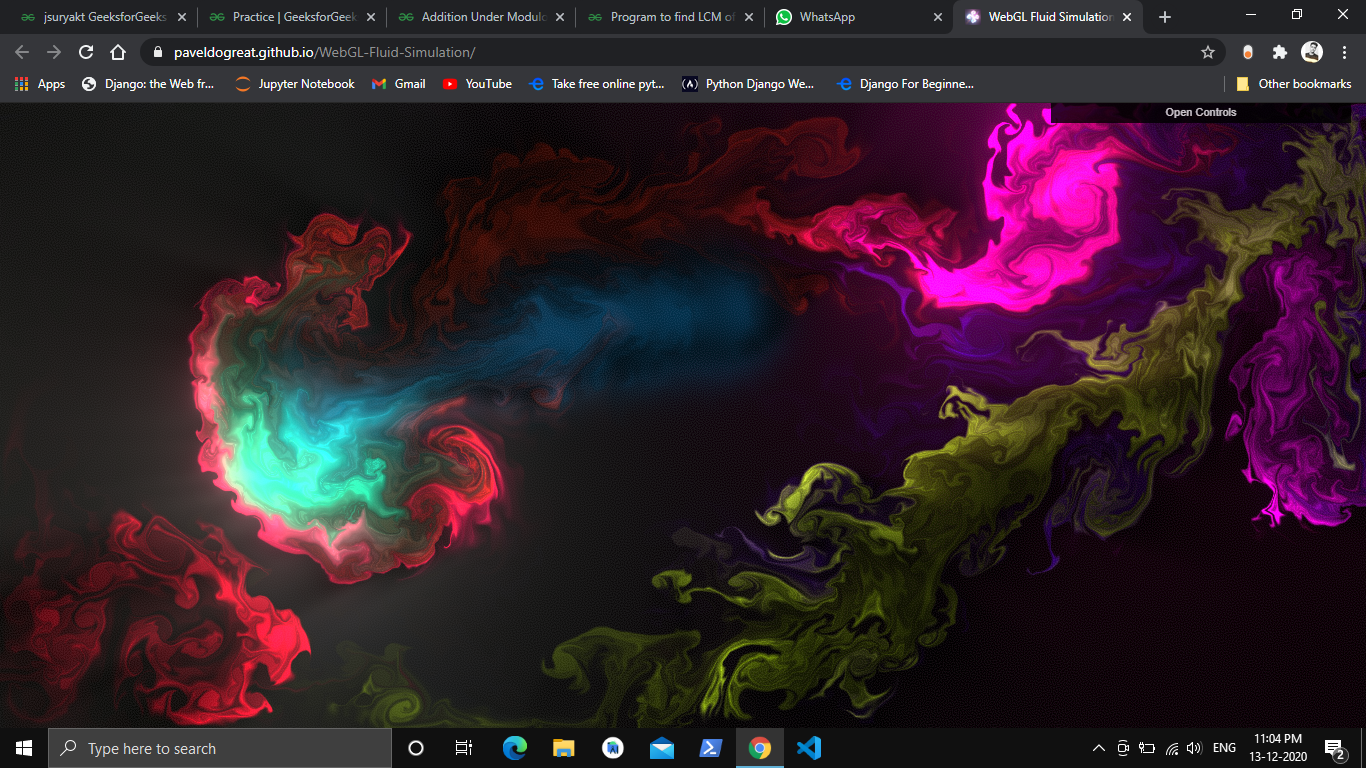 jsuryakt GeeksforGeeks Practice | GeeksforGeek Addition Under Modulo Program to find LCM of WhatsApp WebGL Fluid Simulation
paveldogreat.github.io/WebGL-Fluid-Simulation/
Apps Django: the Web fr... Jupyter Notebook Gmail YouTube Take free online pyt... Python Django We... Django For Beginne... Other bookmarks
Open Controls
Type here to search
ENG
11:04 PM
13-12-2020
2